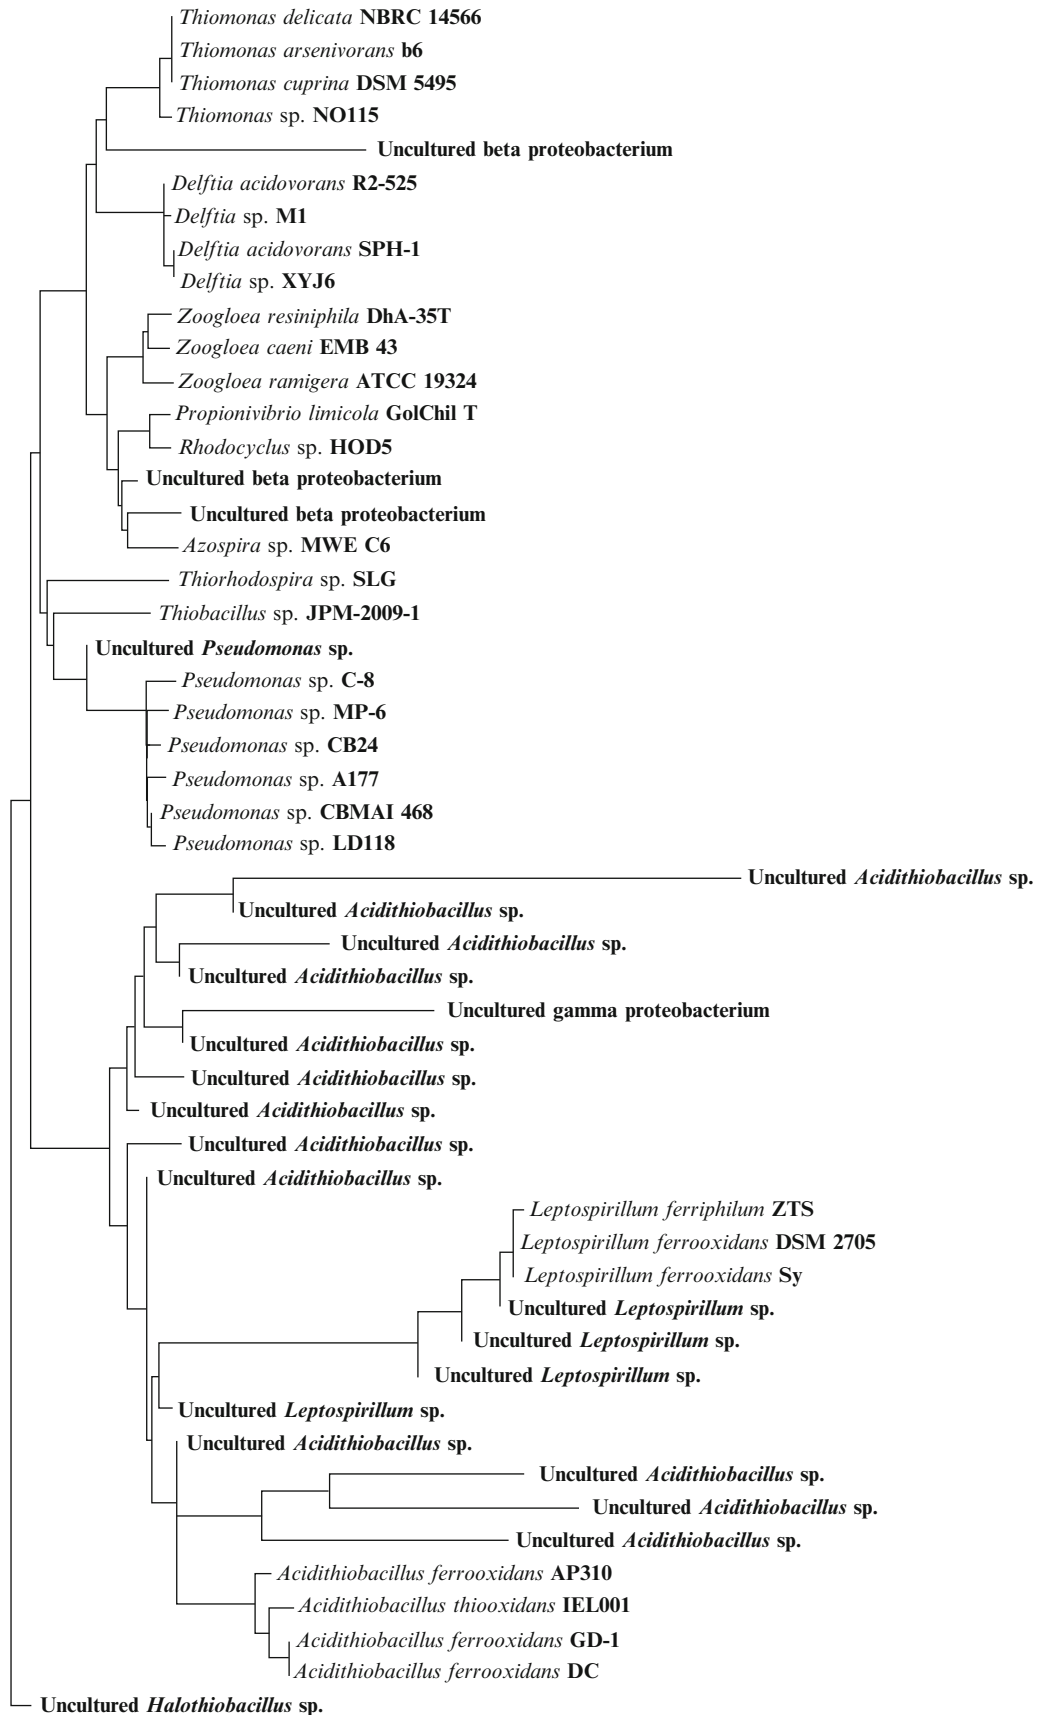 Thiomonas delicata NBRC 14566
Thiomonas arsenivorans b6
Thiomonas cuprina DSM 5495
Thiomonas sp. NO115
Uncultured beta proteobacterium
Delftia acidovorans R2-525
Delftia sp. M1
Delftia acidovorans SPH-1
Delftia sp. XYJ6
Zoogloea resiniphila DhA-35T
Zoogloea caeni EMB 43
Zoogloea ramigera ATCC 19324
Propionivibrio limicola GolChil T
Rhodocyclus sp. HOD5
Uncultured beta proteobacterium
Uncultured beta proteobacterium
Azospira sp. MWE C6
Thiorhodospira sp. SLG
Thiobacillus sp. JPM-2009-1
Uncultured Pseudomonas sp.
Pseudomonas sp. C-8
Pseudomonas sp. MP-6
Pseudomonas sp. CB24
Pseudomonas sp. A177
Pseudomonas sp. CBMAI 468
Pseudomonas sp. LD118
Uncultured Acidithiobacillus sp.
Uncultured Acidithiobacillus sp.
Uncultured Acidithiobacillus sp.
Uncultured Acidithiobacillus sp.
Uncultured gamma proteobacterium
Uncultured Acidithiobacillus sp.
Uncultured Acidithiobacillus sp.
Uncultured Acidithiobacillus sp.
Uncultured Acidithiobacillus sp.
Uncultured Acidithiobacillus sp.
Leptospirillum ferriphilum ZTS
Leptospirillum ferrooxidans DSM 2705
Leptospirillum ferrooxidans Sy
Uncultured Leptospirillum sp.
Uncultured Leptospirillum sp.
Uncultured Leptospirillum sp.
Uncultured Leptospirillum sp.
Uncultured Acidithiobacillus sp.
Uncultured Acidithiobacillus sp.
Uncultured Acidithiobacillus sp.
Uncultured Acidithiobacillus sp.
Acidithiobacillus ferrooxidans AP310
Acidithiobacillus thiooxidans IEL001
Acidithiobacillus ferrooxidans GD-1
Acidithiobacillus ferrooxidans DC
Uncultured Halothiobacillus sp.